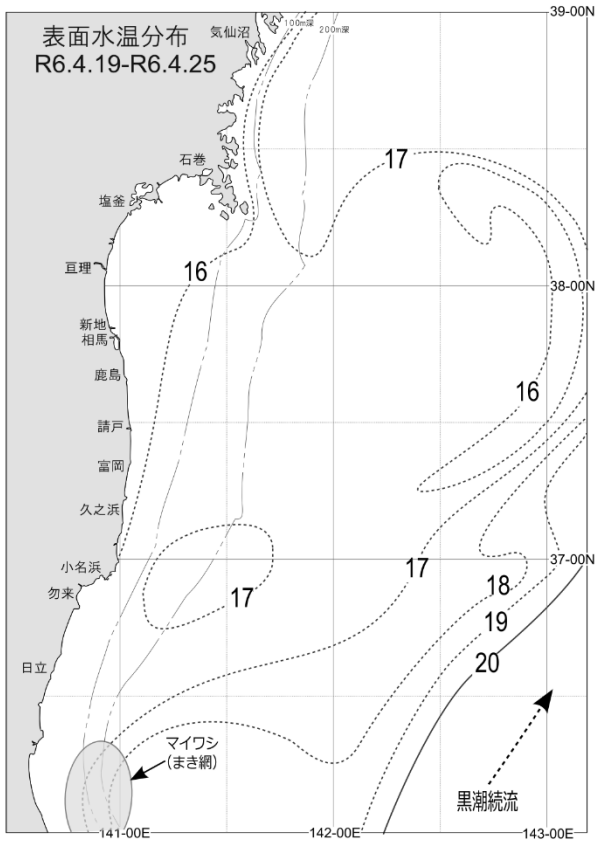 表面水温分布
R6.4.19-R6.4.25
39-00N
気仙沼
100m深
200m深
石巻
17
塩釜
亘理
16
38-00N
新地
相馬
鹿島
16
請戸
富岡
久之浜
小名浜
37-00N
17
勿来
17
18
19
20
日立
マイワシ
(まき網)
黒潮続流
141-00E
142-00E
143-00E